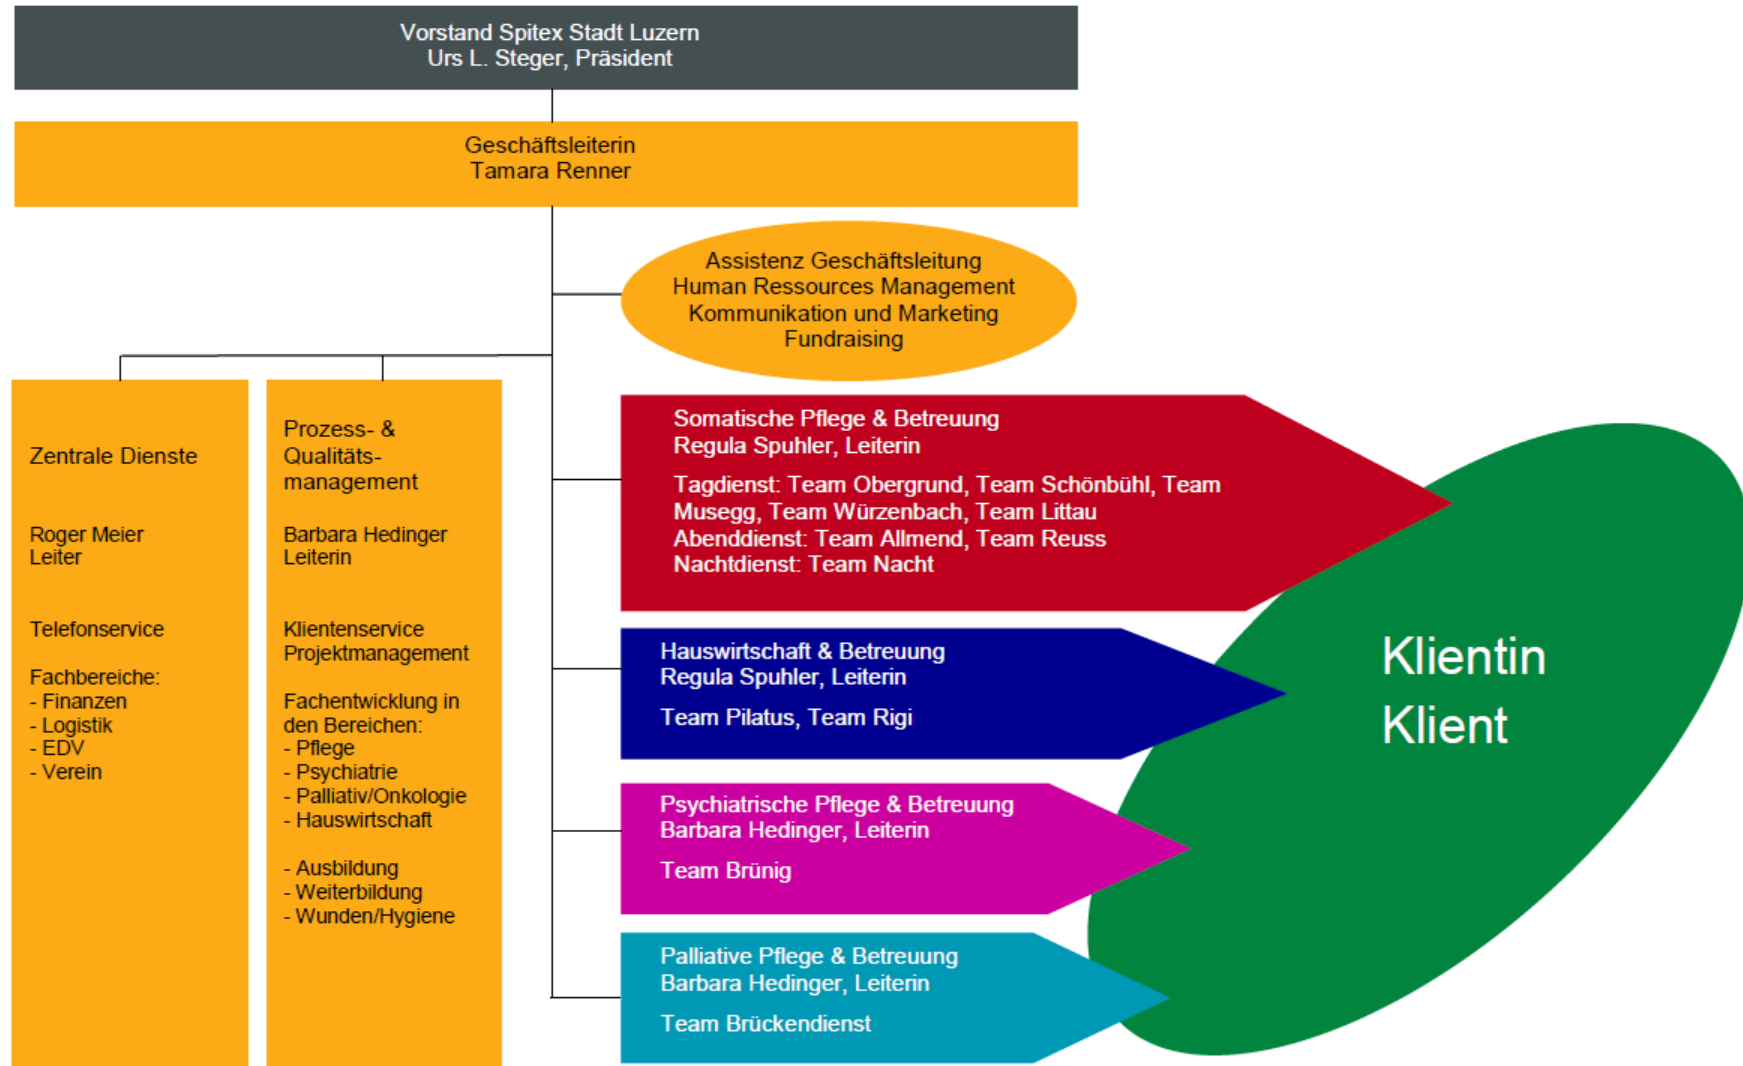 Vorstand Spitex Stadt Luzern
Urs L. Steger, Präsident
Geschäftsleiterin
Tamara Renner
Assistenz Geschäftsleitung
Human Ressources Management
Kommunikation und Marketing
Fundraising
Zentrale Dienste
Roger Meier
Leiter
Telefonservice
Fachbereiche:
- Finanzen
- Logistik
- EDV
- Verein
Prozess- &
Qualitäts-
management
Barbara Hedinger
Leiterin
Klientenservice
Projektmanagement
Fachentwicklung in
den Bereichen:
- Pflege
- Psychiatrie
- Palliativ/Onkologie
- Hauswirtschaft
- Ausbildung
- Weiterbildung
- Wunden/Hygiene
Somatische Pflege & Betreuung
Regula Spuhler, Leiterin
Tagdienst: Team Obergrund, Team Schönbühl, Team
Musegg, Team Würzenbach, Team Littau
Abenddienst: Team Allmend, Team Reuss
Nachtdienst: Team Nacht
Hauswirtschaft & Betreuung
Regula Spuhler, Leiterin
Team Pilatus, Team Rigi
Psychiatrische Pflege & Betreuung
Barbara Hedinger, Leiterin
Team Brünig
Palliative Pflege & Betreuung
Barbara Hedinger, Leiterin
Team Brückendienst
Klientin
Klient